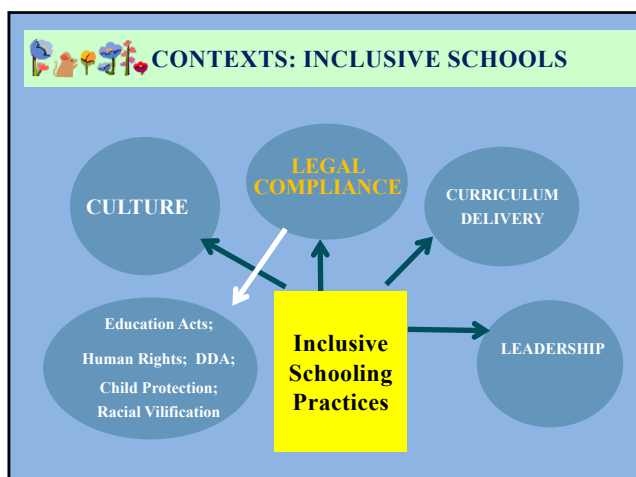 CONTEXTS: INCLUSIVE SCHOOLS
LEGAL
COMPLIANCE
CULTURE
CURRICULUM
DELIVERY
Education Acts;
Human Rights; DDA;
Child Protection;
Racial Vilification
Inclusive
Schooling
Practices
LEADERSHIP